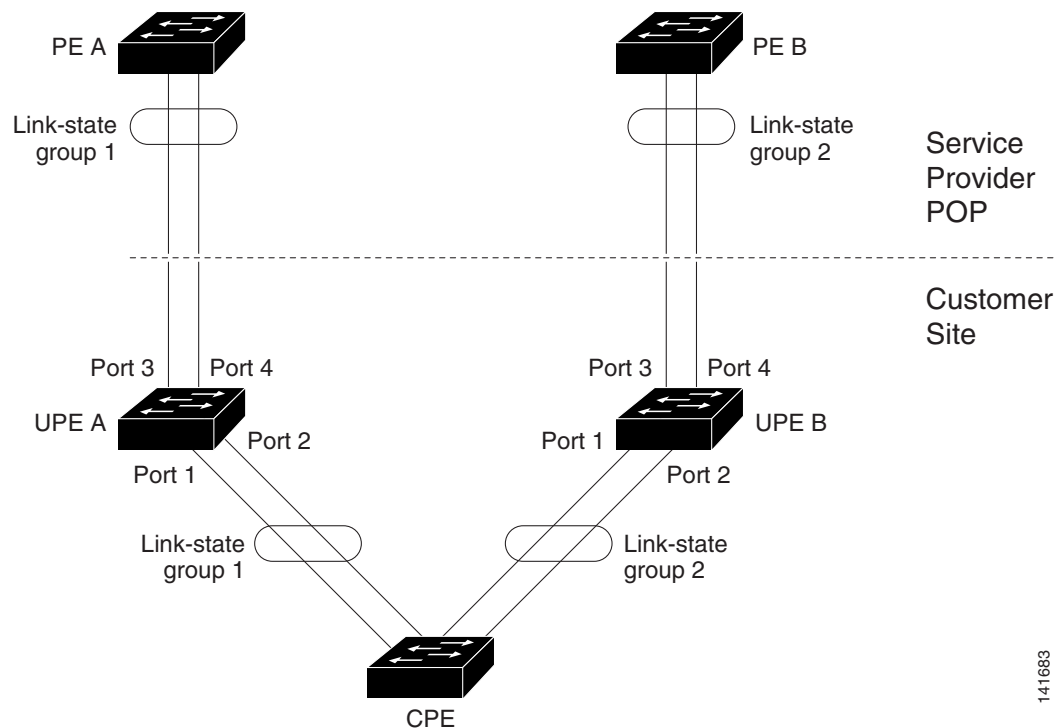 PE A
PE B
Link-state
group 1
Link-state
group 2
Service
Provider
POP
Customer
Site
Port 3
Port 4
Port 3
Port 4
UPE A
UPE B
Port 2
Port 1
Port 1
Port 2
Link-state
group 1
Link-state
group 2
CPE
141683